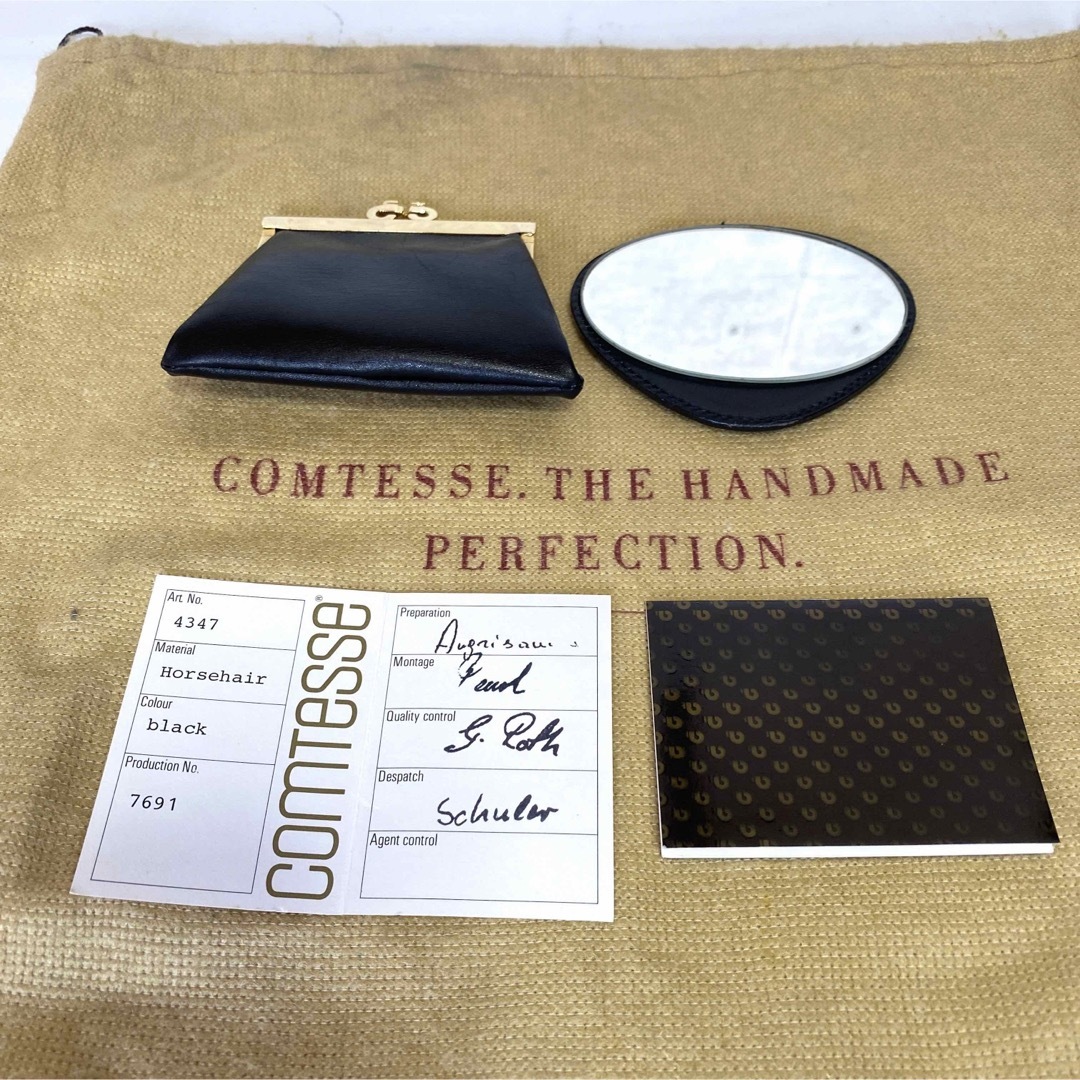 COMTESSE. THE HANDMADE
PERFECTION.
Art. No.
4347
Material
Horsehair
Colour
black
Production No.
7691
comtesse
Preparation
Montage
Quality control
G. Roth
Despatch
Schuler
Agent control